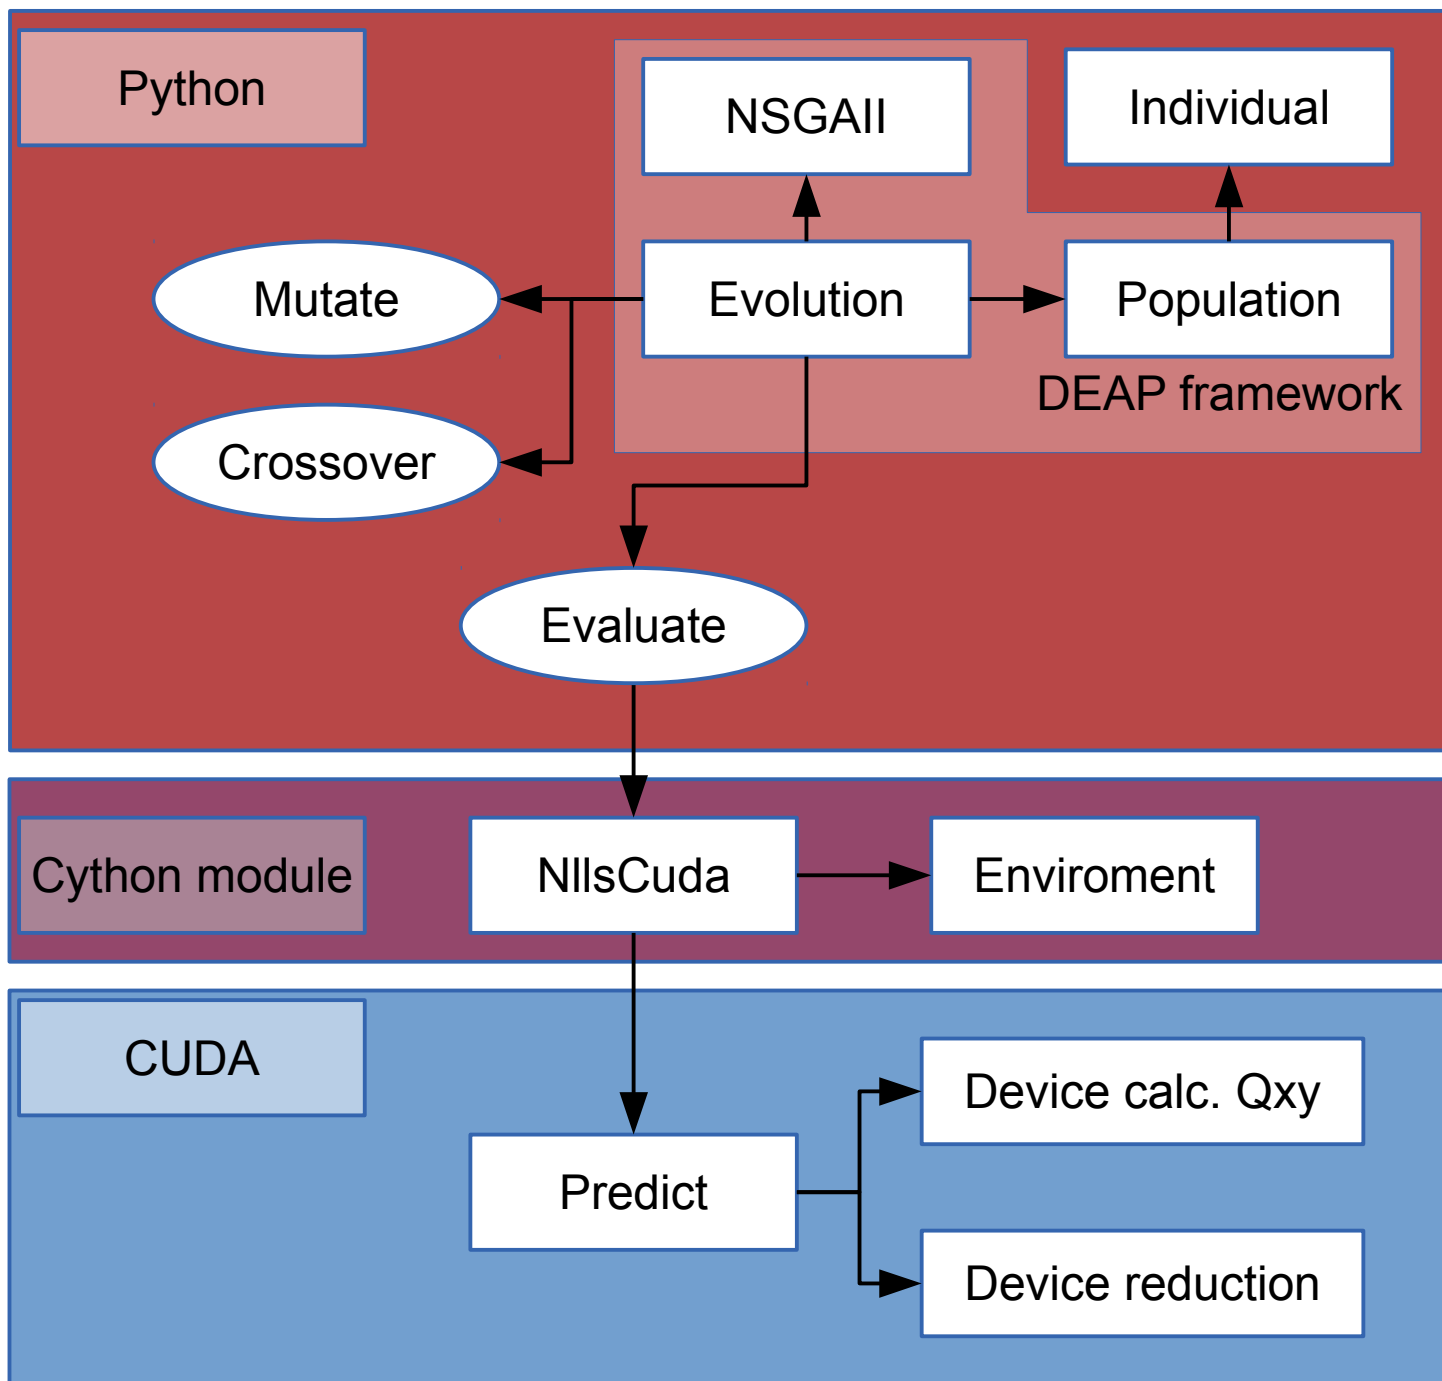 Python
NSGAII
Individual
Mutate
Evolution
Population
DEAP framework
Crossover
Evaluate
Cython module
NllsCuda
Enviroment
CUDA
Device calc. Qxy
Predict
Device reduction